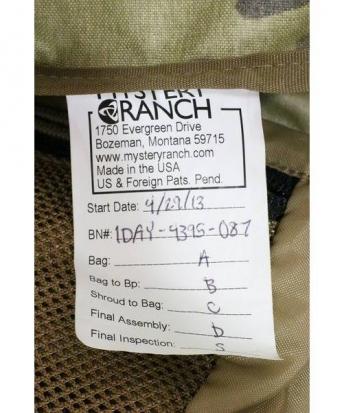 MYSTERY
RANCH
1750 Evergreen Drive
Bozeman, Montana 59715
www.mysteryranch.com
Made in the USA
US & Foreign Pats. Pend.
Start Date: 4/29/13
BN#: 1DAY-4395-087
Bag: A
Bag to Bp: B
Shroud to Bag: C
Final Assembly: D
Final Inspection: S